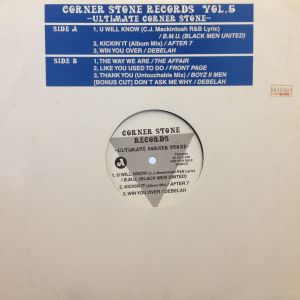 CORNER STONE RECORDS VOL,5
-ULTIMATE CORNER STONE-
SIDE A
1, U WILL KNOW (C.J. Mackintosh R&B Lyric)
/ B.M.U. (BLACK MEN UNITED)
2, KICKIN' IT (Album Mix) / AFTER 7
3, WIN YOU OVER / DEBELAH
SIDE B
1, THE WAY WE ARE / THE AFFAIR
2, LIKE YOU USED TO DO / FRONT PAGE
3, THANK YOU (Untouchable Mix) / BOYZ II MEN
[BONUS CUT] DON'T ASK ME WHY / DEBELAH
CORNER STONE
RECORDS
-ULTIMATE CORNER STONE-
A
1, U WILL KNOW (C.J. Mackintosh R&B Lyric)
/ B.M.U. (BLACK MEN UNITED)
2, KICKIN' IT (Album Mix) / AFTER 7
3, WIN YOU OVER / DEBELAH